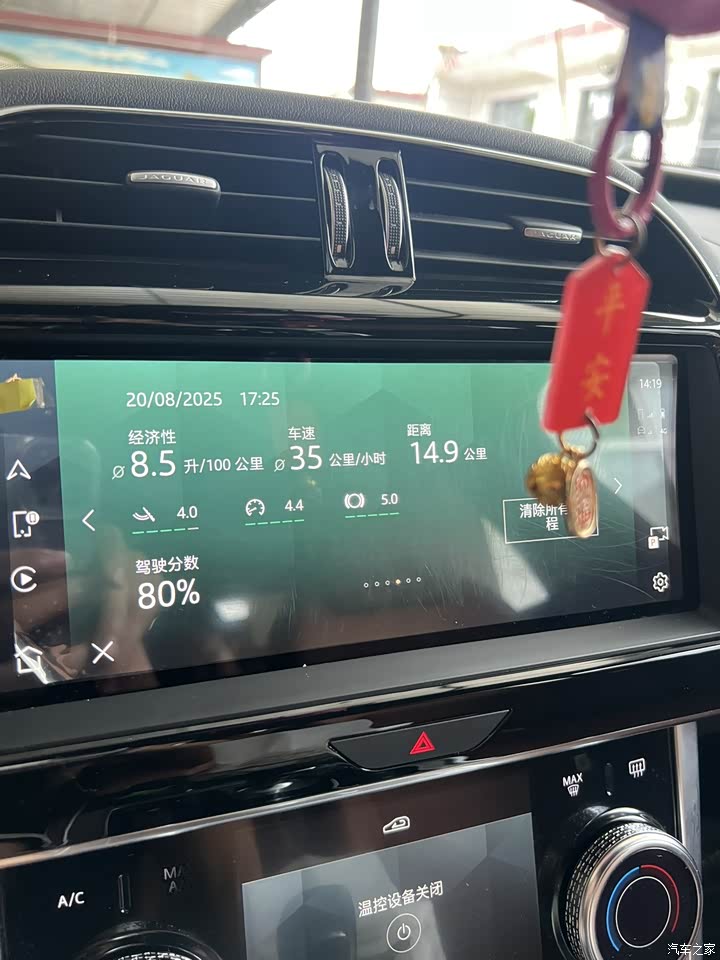 JAGUAR
JAGUAR
平安
20/08/2025 17:25
14:19
经济性
⌀ 8.5 升/100 公里
车速
⌀ 35 公里/小时
距离
14.9 公里
4.0
4.4
5.0
清除所有
程
驾驶分数
80%
P
MAX
A/C
温控设备关闭
汽车之家